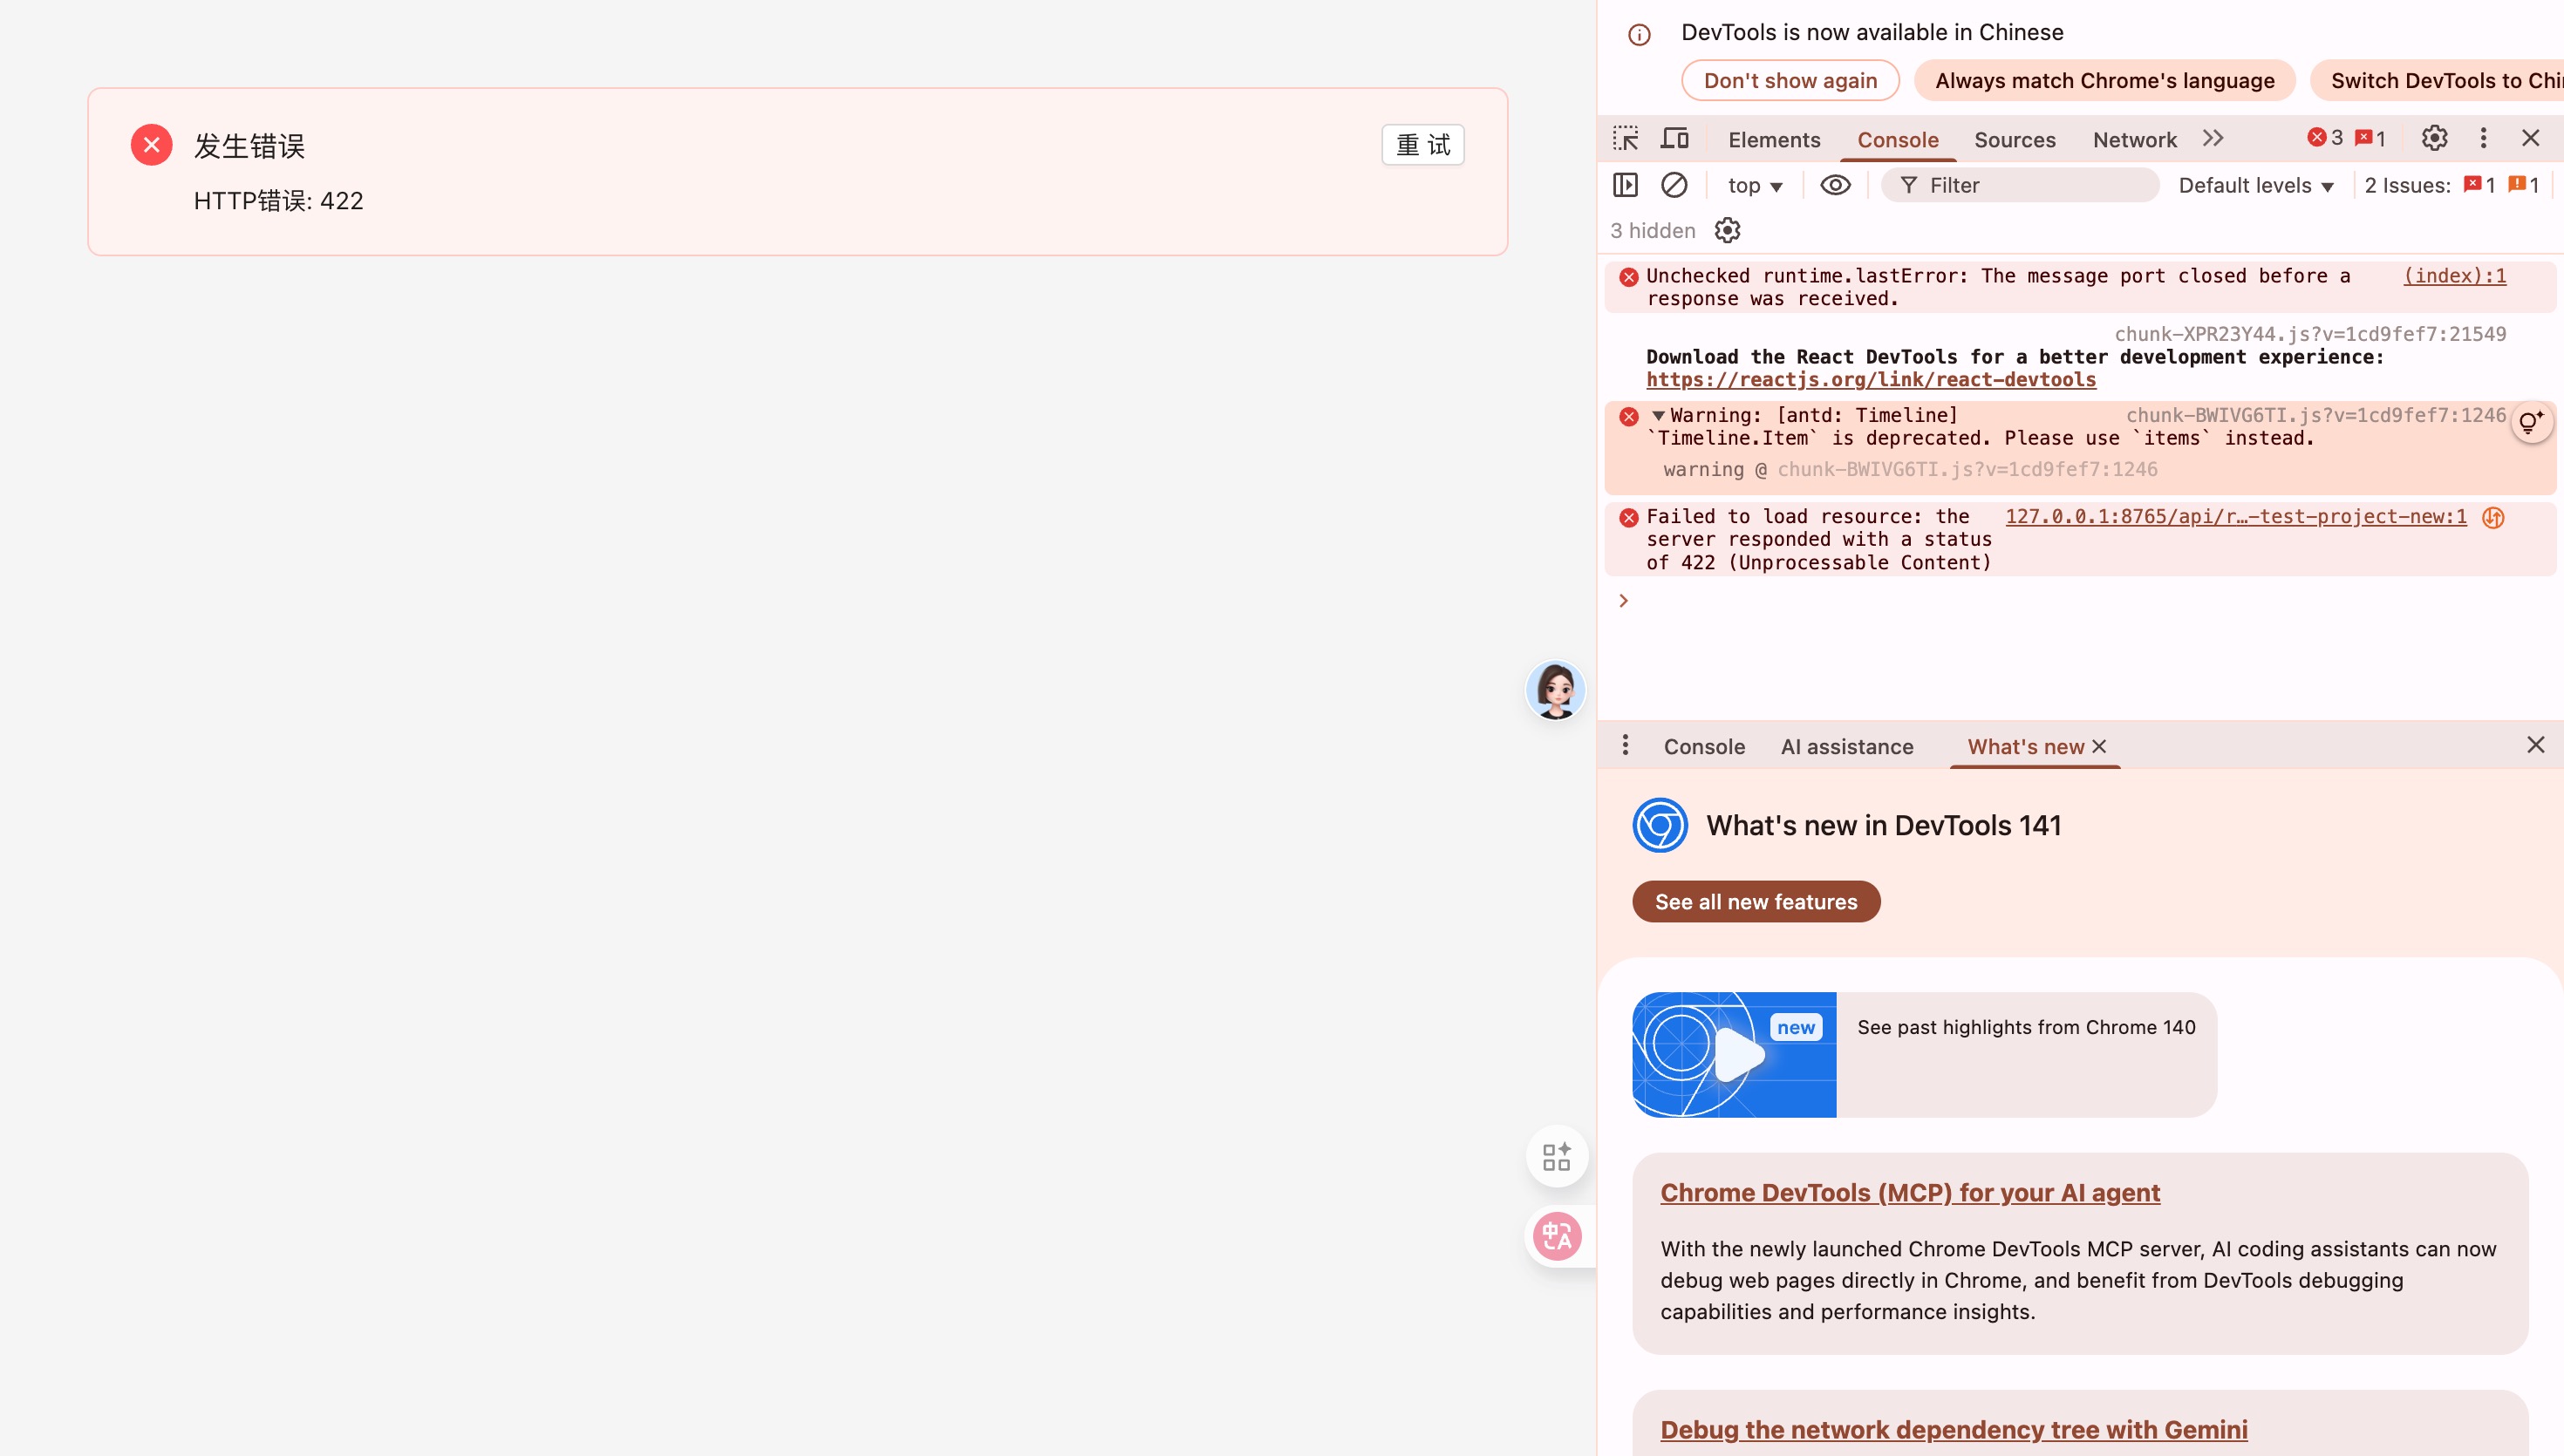 发生错误
重 试
HTTP错误: 422
DevTools is now available in Chinese
Don't show again
Always match Chrome's language
Switch DevTools to Chi
Elements
Console
Sources
Network
3
1
top
Filter
Default levels
2 Issues:
1
1
3 hidden
Unchecked runtime.lastError: The message port closed before a
(index):1
response was received.
chunk-XPR23Y44.js?v=1cd9fef7:21549
Download the React DevTools for a better development experience:
https://reactjs.org/link/react-devtools
Warning: [antd: Timeline]
chunk-BWIVG6TI.js?v=1cd9fef7:1246
`Timeline.Item` is deprecated. Please use `items` instead.
warning @ chunk-BWIVG6TI.js?v=1cd9fef7:1246
Failed to load resource: the
127.0.0.1:8765/api/r…-test-project-new:1
server responded with a status
of 422 (Unprocessable Content)
Console
AI assistance
What's new
What's new in DevTools 141
See all new features
new
See past highlights from Chrome 140
Chrome DevTools (MCP) for your AI agent
With the newly launched Chrome DevTools MCP server, AI coding assistants can now
debug web pages directly in Chrome, and benefit from DevTools debugging
capabilities and performance insights.
Debug the network dependency tree with Gemini
中A